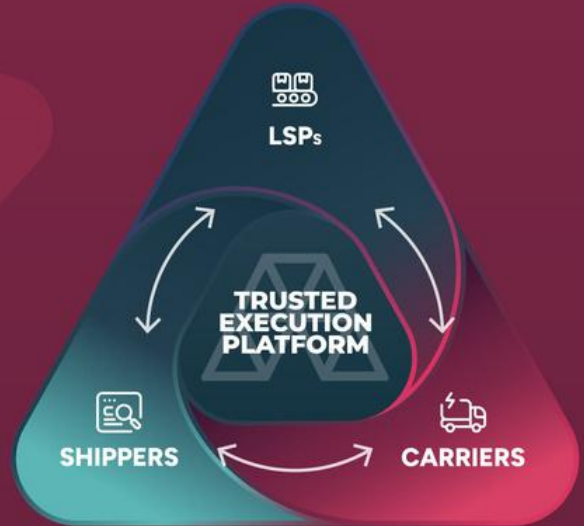 LSPs
TRUSTED
EXECUTION
PLATFORM
SHIPPERS
CARRIERS